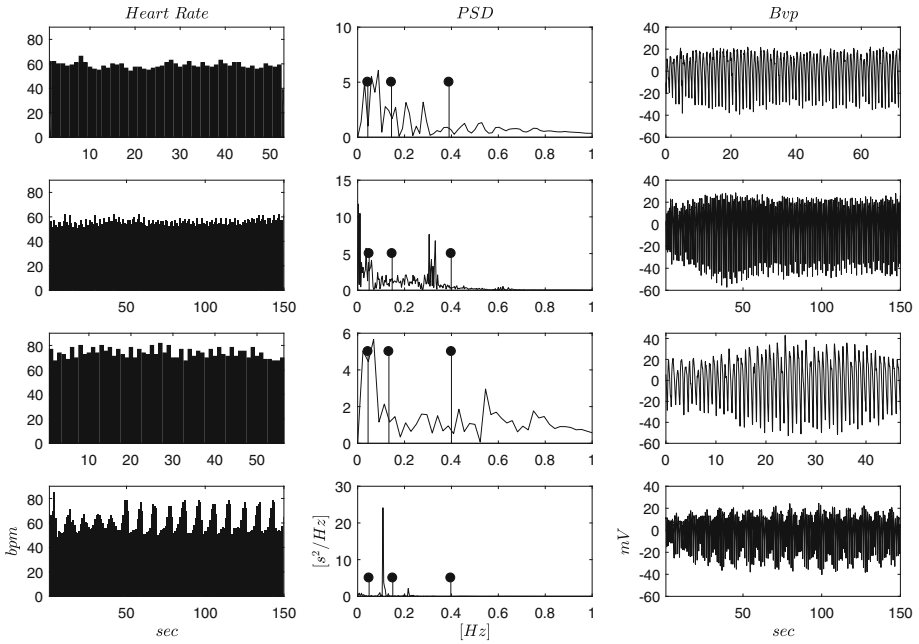 Heart Rate PSD Bvp
80 60 40 20 0
10 20 30 40 50
10 5 0
0 0.2 0.4 0.6 0.8 1
40 20 0 -20 -40 -60
0 20 40 60
80 60 40 20 0
50 100 150
15 10 5 0
0 0.2 0.4 0.6 0.8 1
40 20 0 -20 -40 -60
0 50 100 150
80 60 40 20 0
10 20 30 40 50
6 4 2 0
0 0.2 0.4 0.6 0.8 1
40 20 0 -20 -40 -60
0 10 20 30 40
bpm
80 60 40 20 0
50 100 150
sec
[s²/Hz]
30 20 10 0
0 0.2 0.4 0.6 0.8 1
[Hz]
mV
40 20 0 -20 -40 -60
0 50 100 150
sec